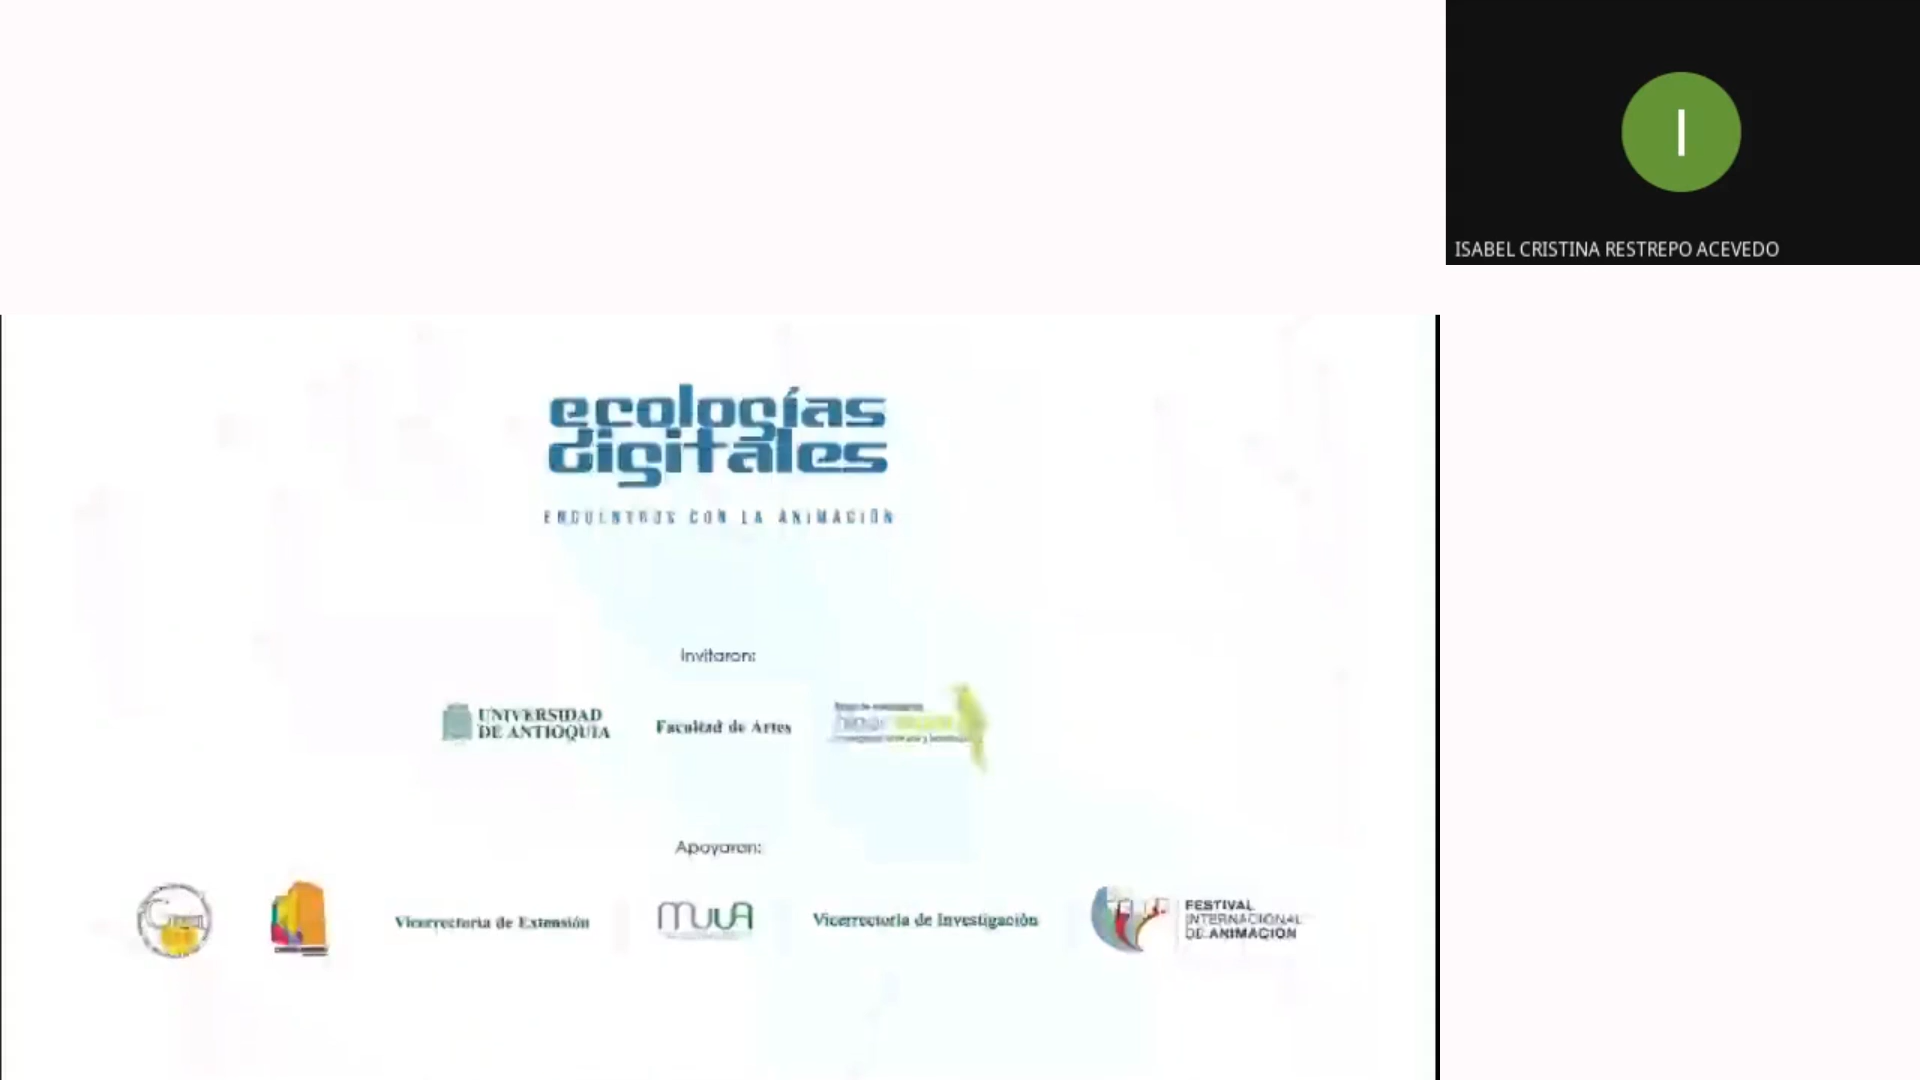 I
ISABEL CRISTINA RESTREPO ACEVEDO
ecologías
digitales
ENCUENTROS CON LA ANIMACIÓN
Invitaron:
UNIVERSIDAD
DE ANTIOQUIA
Facultad de Artes
Apoyaron:
Vicerrectoría de Extensión
Vicerrectoría de Investigación
FESTIVAL
INTERNACIONAL
DE ANIMACIÓN